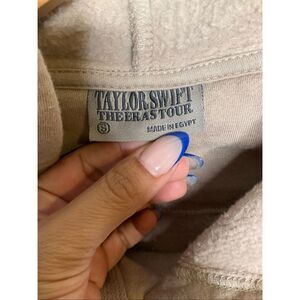 TAYLOR SWIFT
THE ERAS TOUR
S
MADE IN EGYPT